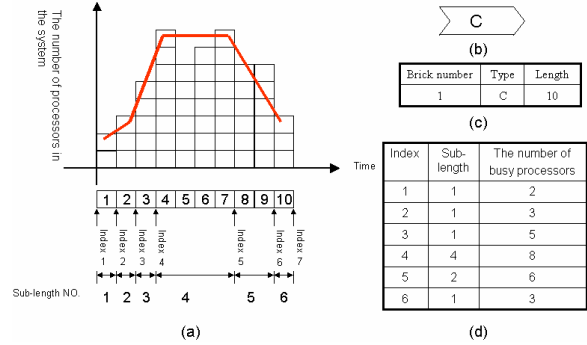 The number of processors in
the system
Time
1 2 3 4 5 6 7 8 9 10
Index 1
Index 2
Index 3
Index 4
Index 5
Index 6
Index 7
Sub-length NO.
1 2 3 4 5 6
(a)
C
(b)
Brick number Type Length
1 C 10
(c)
Index Sub-length The number of busy processors
1 1 2
2 1 3
3 1 5
4 4 8
5 2 6
6 1 3
(d)